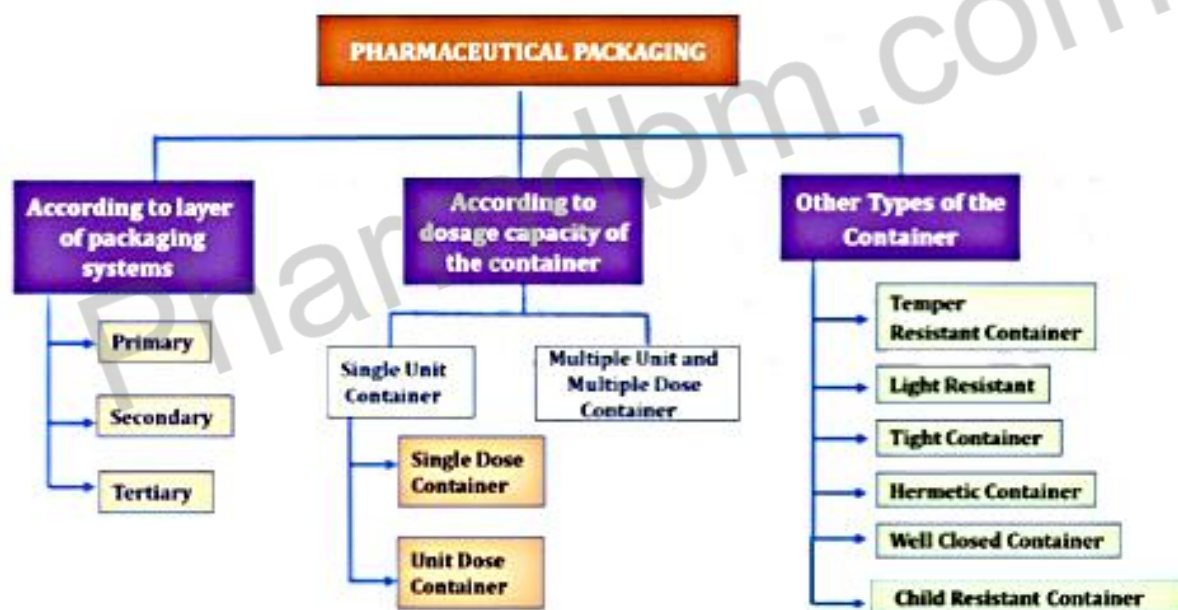 PHARMACEUTICAL PACKAGING
According to layer
of packaging
systems
Primary
Secondary
Tertiary
According to
dosage capacity of
the container
Single Unit
Container
Single Dose
Container
Unit Dose
Container
Multiple Unit and
Multiple Dose
Container
Other Types of the
Container
Temper
Resistant Container
Light Resistant
Tight Container
Hermetic Container
Well Closed Container
Child Resistant Container
Pharmadbm.com